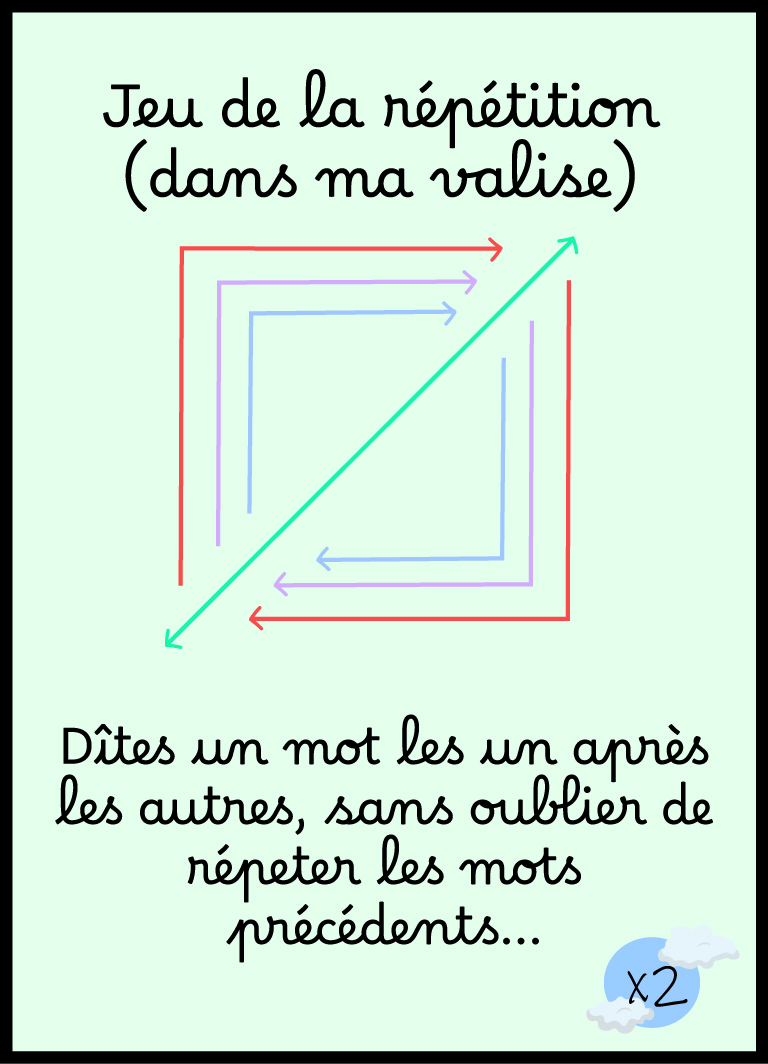 Jeu de la répétition
(dans ma valise)
Dîtes un mot les un après
les autres, sans oublier de
répeter les mots
précédents...
x2